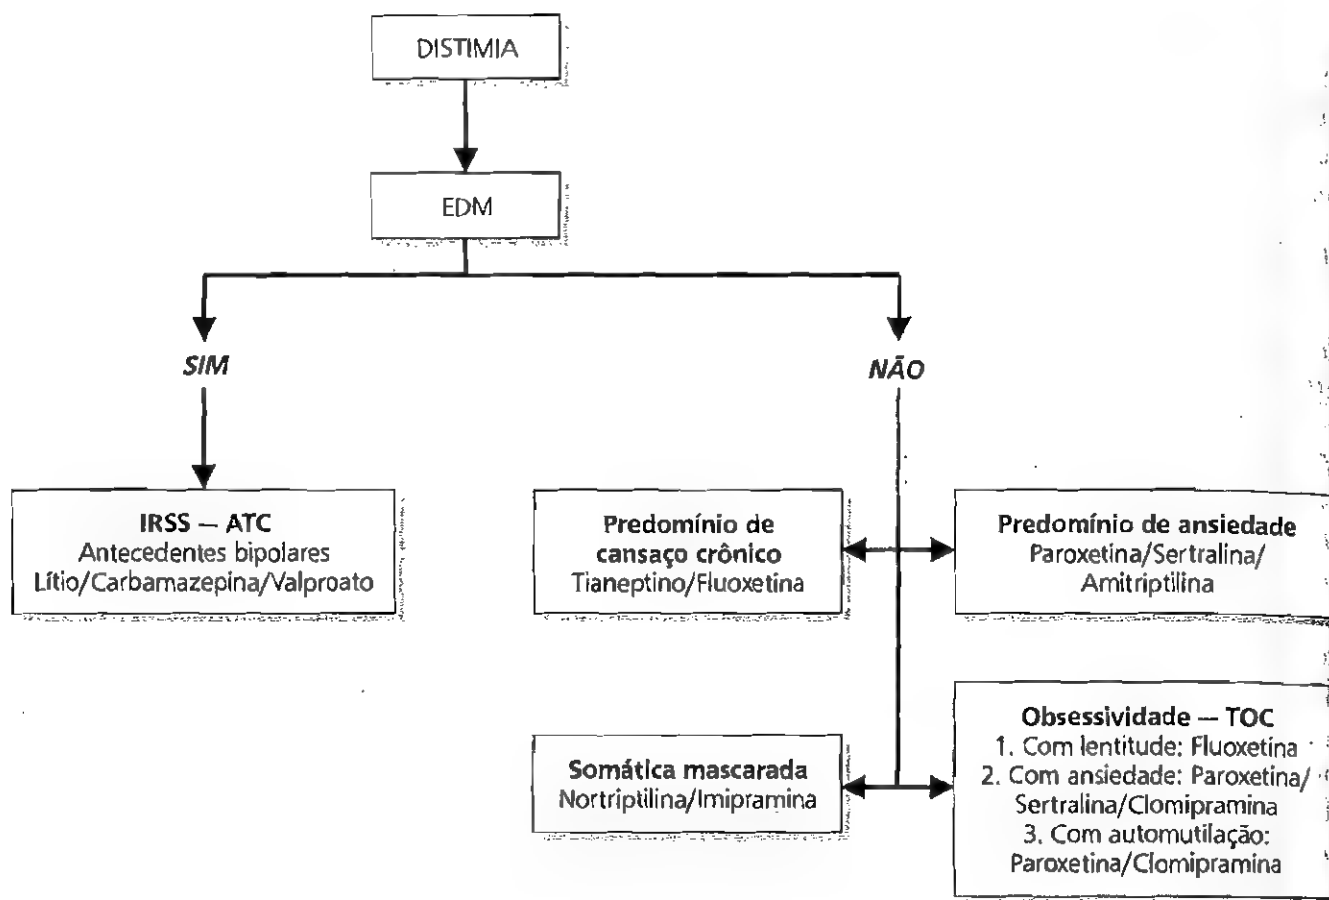 DISTIMIA
EDM
SIM
NÃO
IRSS — ATC
Antecedentes bipolares
Lítio/Carbamazepina/Valproato
Predomínio de
cansaço crônico
Tianeptino/Fluoxetina
Predomínio de ansiedade
Paroxetina/Sertralina/
Amitriptilina
Somática mascarada
Nortriptilina/Imipramina
Obsessividade — TOC
1. Com lentitude: Fluoxetina
2. Com ansiedade: Paroxetina/
Sertralina/Clomipramina
3. Com automutilação:
Paroxetina/Clomipramina